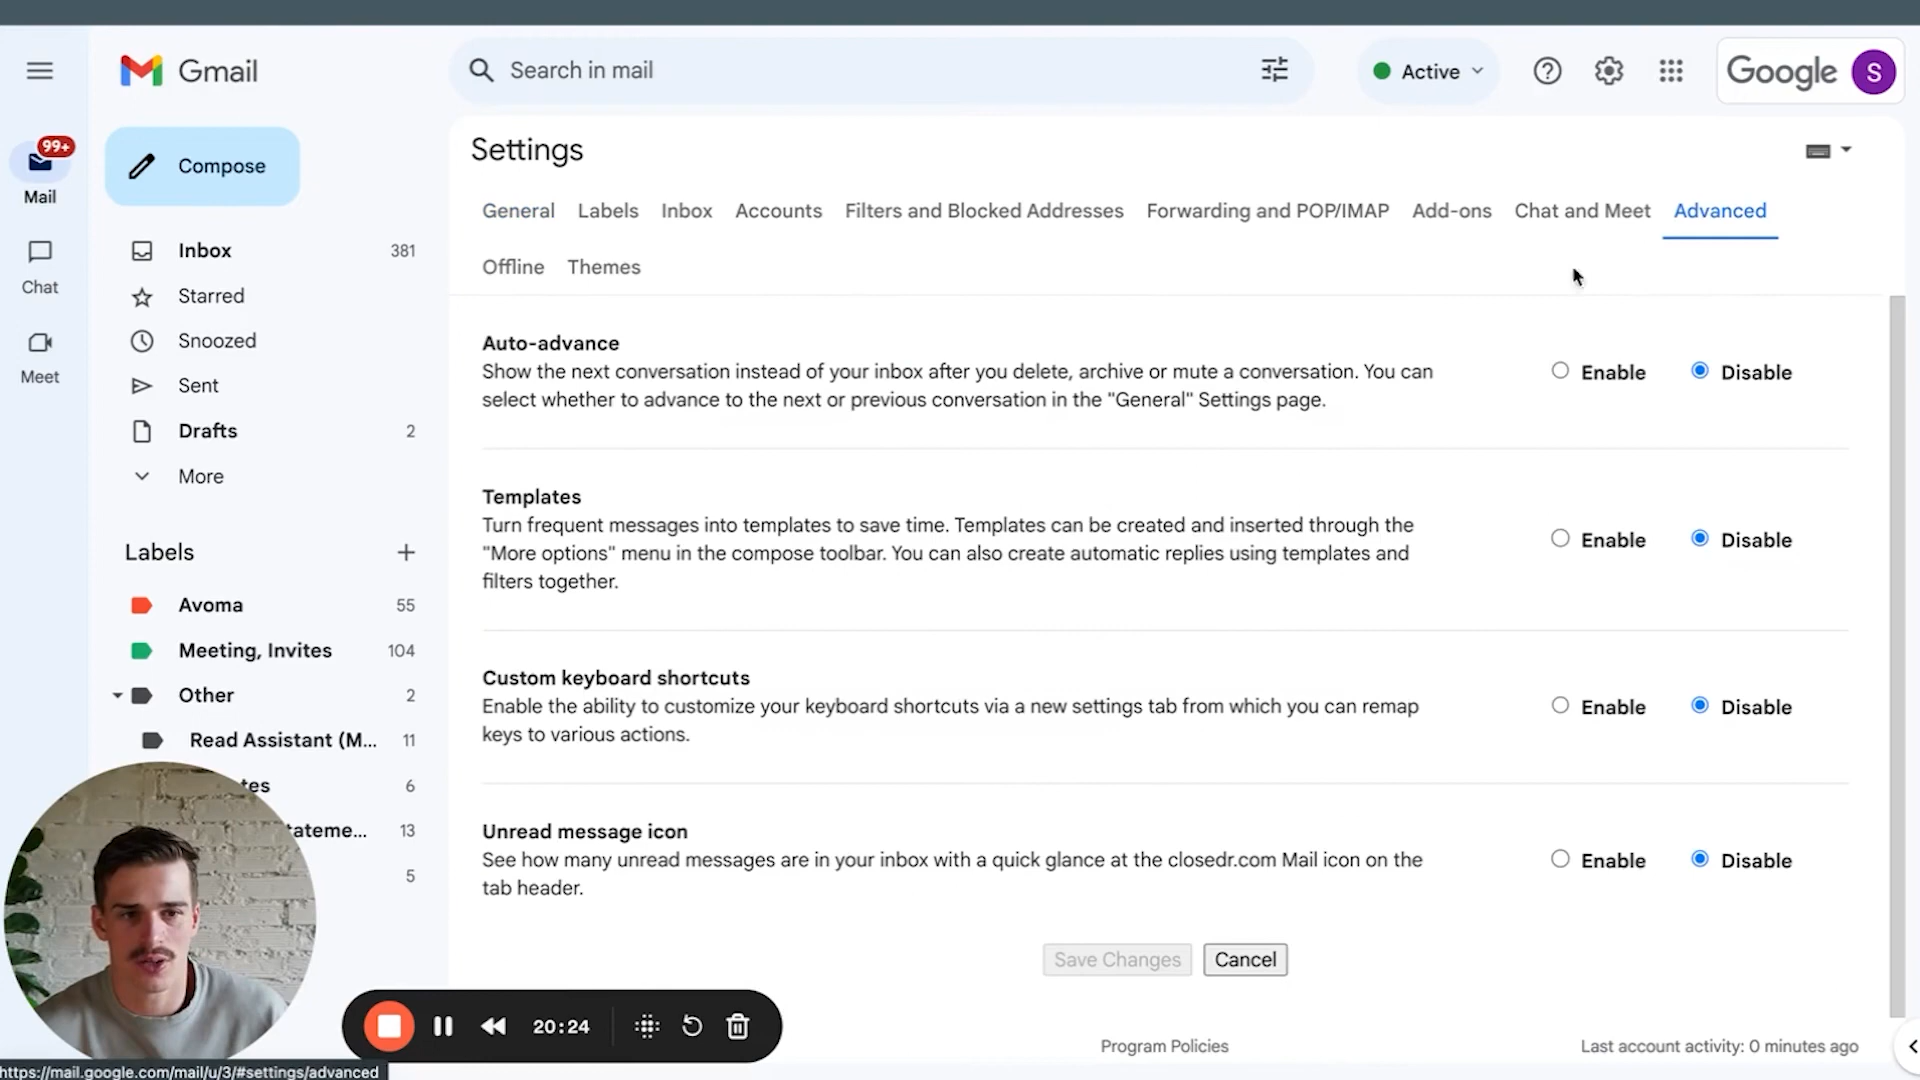 Gmail
Search in mail
Active
Google
S
99+
Mail
Chat
Meet
Compose
Inbox 381
Starred
Snoozed
Sent
Drafts 2
More
Labels
Avoma 55
Meeting, Invites 104
Other 2
Read Assistant (M... 11
tes 6
tateme... 13
5
Settings
General Labels Inbox Accounts Filters and Blocked Addresses Forwarding and POP/IMAP Add-ons Chat and Meet Advanced
Offline Themes
Auto-advance
Show the next conversation instead of your inbox after you delete, archive or mute a conversation. You can
select whether to advance to the next or previous conversation in the "General" Settings page.
Enable Disable
Templates
Turn frequent messages into templates to save time. Templates can be created and inserted through the
"More options" menu in the compose toolbar. You can also create automatic replies using templates and
filters together.
Enable Disable
Custom keyboard shortcuts
Enable the ability to customize your keyboard shortcuts via a new settings tab from which you can remap
keys to various actions.
Enable Disable
Unread message icon
See how many unread messages are in your inbox with a quick glance at the closedr.com Mail icon on the
tab header.
Enable Disable
Save Changes Cancel
20:24
Program Policies
Last account activity: 0 minutes ago
https://mail.google.com/mail/u/3/#settings/advanced